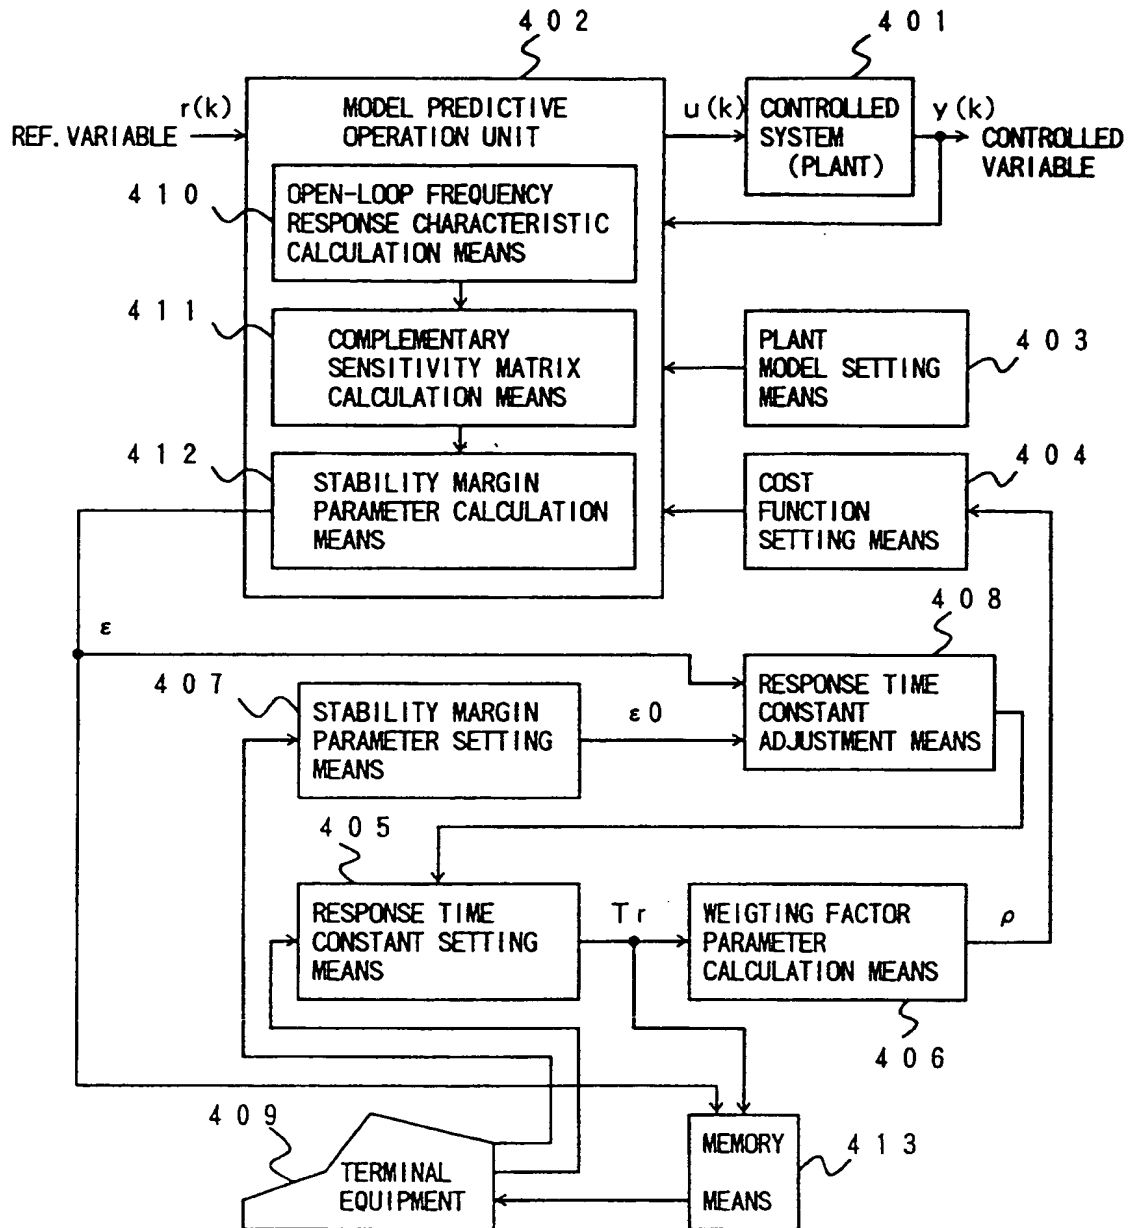 4 0 2
4 0 1
r(k)
REF. VARIABLE
MODEL PREDICTIVE
OPERATION UNIT
u(k)
CONTROLLED
SYSTEM
(PLANT)
y(k)
CONTROLLED
VARIABLE
4 1 0
OPEN-LOOP FREQUENCY
RESPONSE CHARACTERISTIC
CALCULATION MEANS
4 1 1
COMPLEMENTARY
SENSITIVITY MATRIX
CALCULATION MEANS
PLANT
MODEL SETTING
MEANS
4 0 3
4 1 2
STABILITY MARGIN
PARAMETER CALCULATION
MEANS
COST
FUNCTION
SETTING MEANS
4 0 4
4 0 8
ε
4 0 7
STABILITY MARGIN
PARAMETER SETTING
MEANS
ε0
RESPONSE TIME
CONSTANT
ADJUSTMENT MEANS
4 0 5
RESPONSE TIME
CONSTANT SETTING
MEANS
Tr
WEIGTING FACTOR
PARAMETER
CALCULATION MEANS
ρ
4 0 6
4 0 9
TERMINAL
EQUIPMENT
MEMORY
MEANS
4 1 3